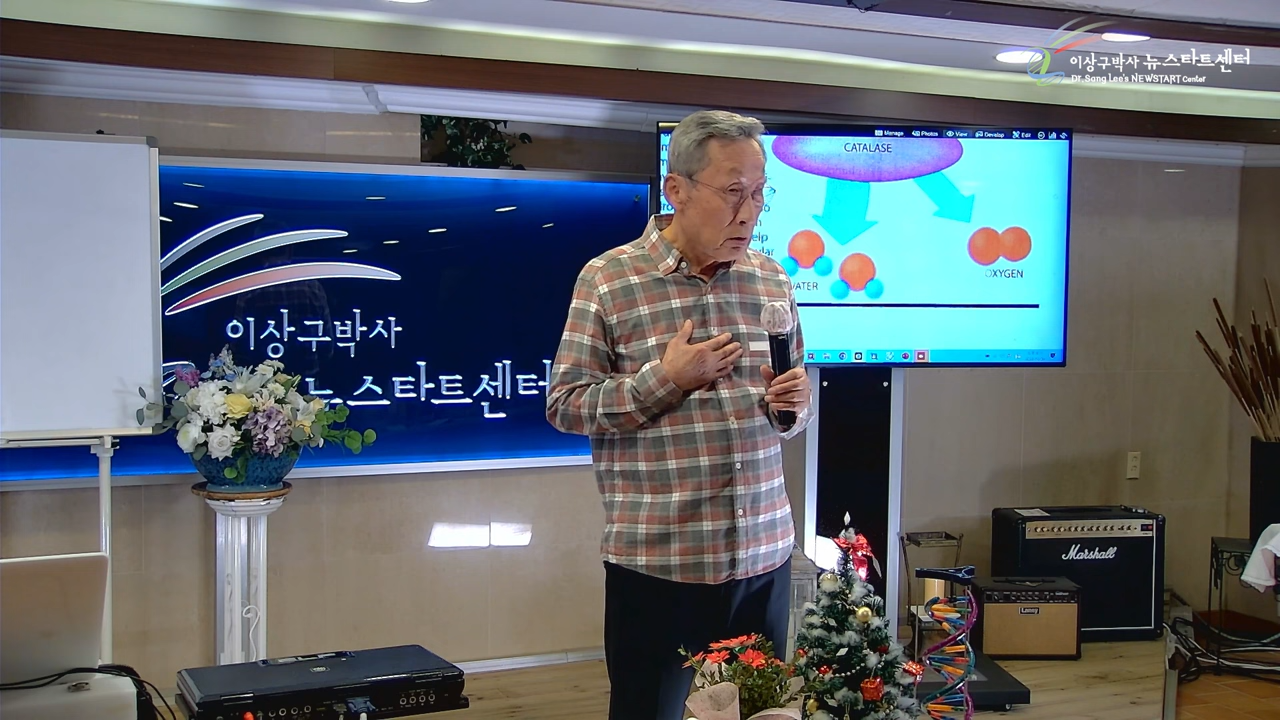 이상구박사 뉴스타트센터
Dr. Sang Lee's NEWSTART Center
Manage Photos View Develop Edit
CATALASE
WATER
OXYGEN
이상구박사
뉴스타트센터
Marshall
Laney